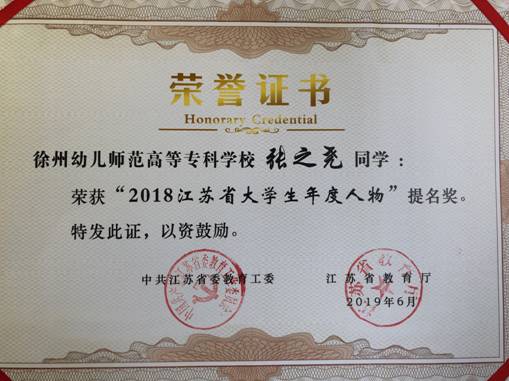 荣誉证书
Honorary Credential
徐州幼儿师范高等专科学校 张之尧 同学：
荣获“2018江苏省大学生年度人物”提名奖。
特发此证，以资鼓励。
中共江苏省委教育工委 江苏省教育厅
2019年6月